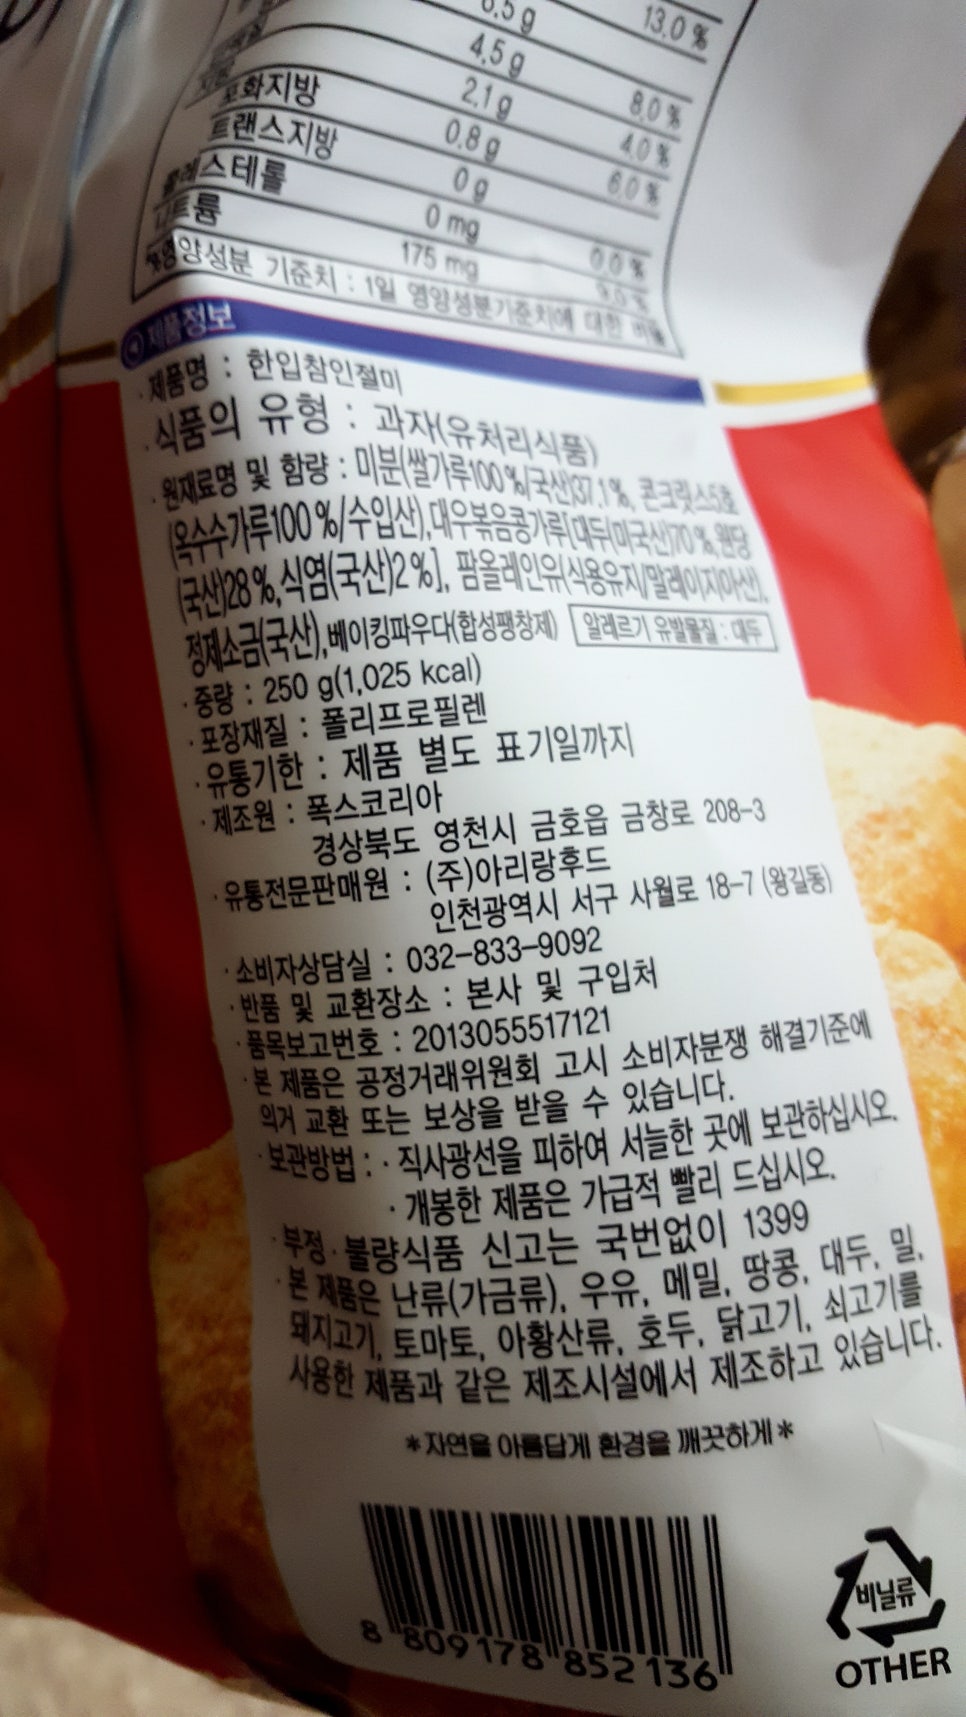 13.0 %
4.5 g 8.0 %
2.1 g 4.0 %
포화지방 0.8 g 6.0 %
트랜스지방 0 g
콜레스테롤 0 mg 0.0 %
나트륨 175 mg
%영양성분 기준치 : 1일 영양성분기준치에 대한 비율
제품정보
· 제품명 : 한입참인절미
· 식품의 유형 : 과자(유처리식품)
· 원재료명 및 함량 : 미분(쌀가루100%/국산)37.1%, 콘크릿스5호
(옥수수가루100%/수입산),대우볶음콩가루[대두(미국산)70%,원당
(국산)28%,식염(국산)2%], 팜올레인유(식용유지/말레이지아산),
정제소금(국산),베이킹파우다(합성팽창제) 알레르기 유발물질 : 대두
· 중량 : 250 g(1,025 kcal)
· 포장재질 : 폴리프로필렌
· 유통기한 : 제품 별도 표기일까지
· 제조원 : 폭스코리아
경상북도 영천시 금호읍 금창로 208-3
· 유통전문판매원 : (주)아리랑후드
인천광역시 서구 사월로 18-7 (왕길동)
· 소비자상담실 : 032-833-9092
· 반품 및 교환장소 : 본사 및 구입처
· 품목보고번호 : 2013055517121
· 본 제품은 공정거래위원회 고시 소비자분쟁 해결기준에
의거 교환 또는 보상을 받을 수 있습니다.
· 보관방법 : · 직사광선을 피하여 서늘한 곳에 보관하십시오.
· 개봉한 제품은 가급적 빨리 드십시오.
· 부정·불량식품 신고는 국번없이 1399
· 본 제품은 난류(가금류), 우유, 메밀, 땅콩, 대두, 밀,
돼지고기, 토마토, 아황산류, 호두, 닭고기, 쇠고기를
사용한 제품과 같은 제조시설에서 제조하고 있습니다.
*자연을 아름답게 환경을 깨끗하게*
8 809178 852136
비닐류
OTHER